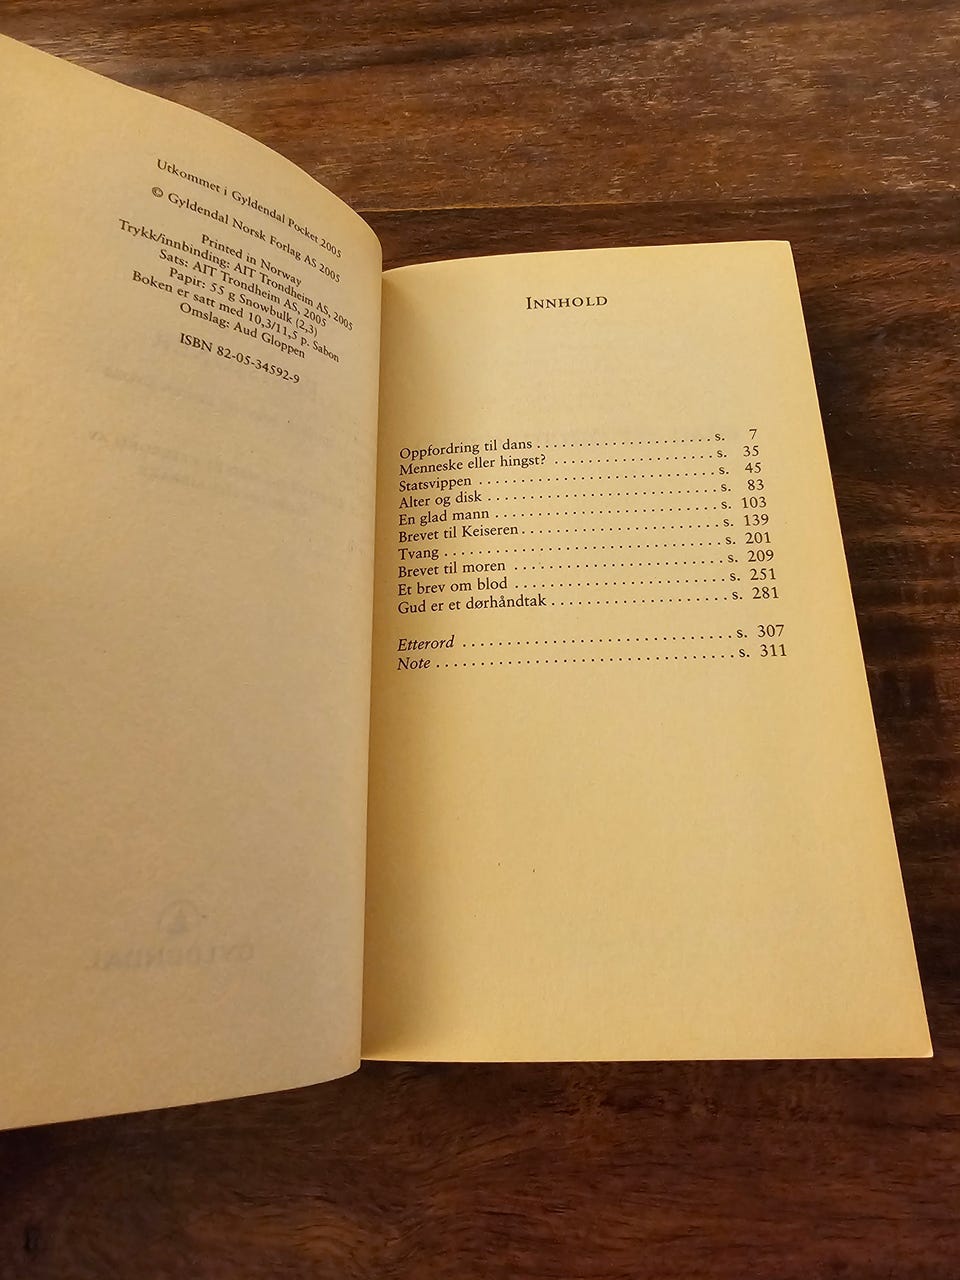 Utkommet i Gyldendal Pocket 2005
© Gyldendal Norsk Forlag AS 2005
Printed in Norway
Trykk/innbinding: AIT Trondheim AS, 2005
Sats: AIT Trondheim AS, 2005
Papir: 55 g Snowbulk (2,3)
Boken er satt med 10,3/11,5 p. Sabon
Omslag: Aud Gloppen
ISBN 82-05-34592-9
INNHOLD
Oppfordring til dans . . . . . . . . . . . . . . . . . . . . . s. 7
Menneske eller hingst? . . . . . . . . . . . . . . . . . . . s. 35
Statsvippen . . . . . . . . . . . . . . . . . . . . . . . . . . . . s. 45
Alter og disk . . . . . . . . . . . . . . . . . . . . . . . . . . . s. 83
En glad mann . . . . . . . . . . . . . . . . . . . . . . . . . . s. 103
Brevet til Keiseren . . . . . . . . . . . . . . . . . . . . . . . s. 139
Tvang . . . . . . . . . . . . . . . . . . . . . . . . . . . . . . . . s. 201
Brevet til moren . . . . . . . . . . . . . . . . . . . . . . . . s. 209
Et brev om blod . . . . . . . . . . . . . . . . . . . . . . . . s. 251
Gud er et dørhåndtak . . . . . . . . . . . . . . . . . . . . s. 281
Etterord . . . . . . . . . . . . . . . . . . . . . . . . . . . . . . . s. 307
Note . . . . . . . . . . . . . . . . . . . . . . . . . . . . . . . . . . s. 311
GYLDENDAL